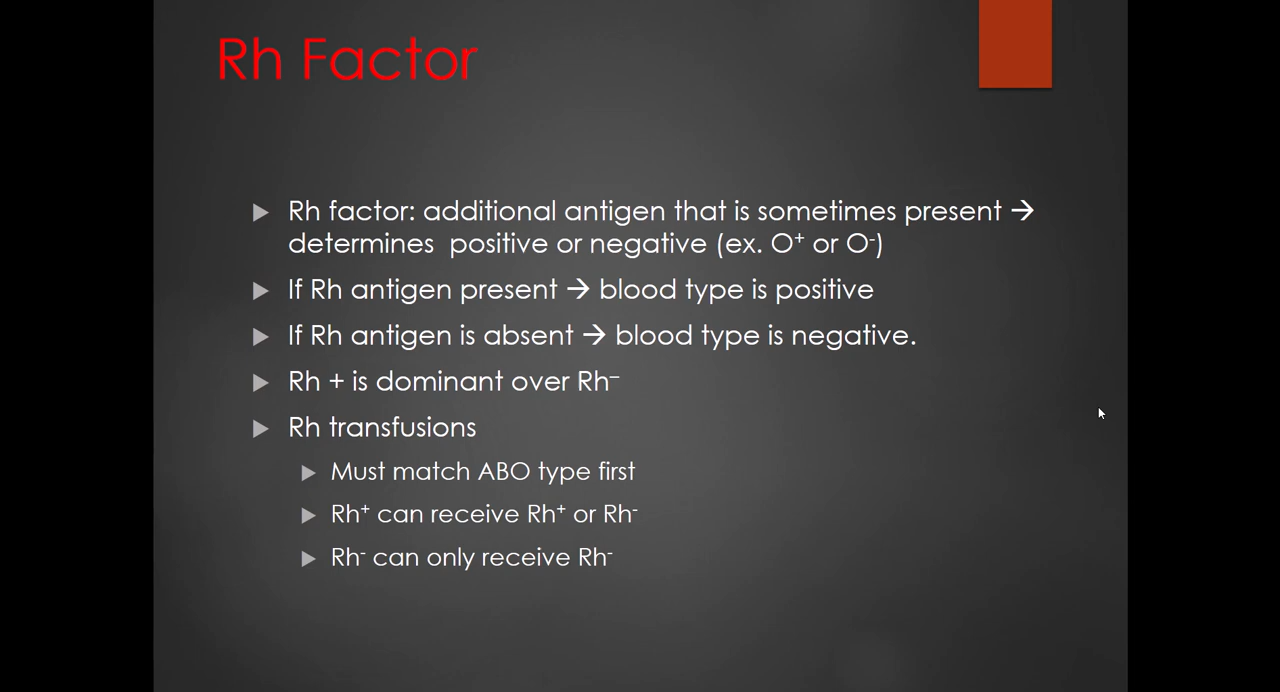 Rh Factor
Rh factor: additional antigen that is sometimes present →
determines  positive or negative (ex. O⁺ or O⁻)
If Rh antigen present → blood type is positive
If Rh antigen is absent → blood type is negative.
Rh + is dominant over Rh⁻
Rh transfusions
Must match ABO type first
Rh⁺ can receive Rh⁺ or Rh⁻
Rh⁻ can only receive Rh⁻